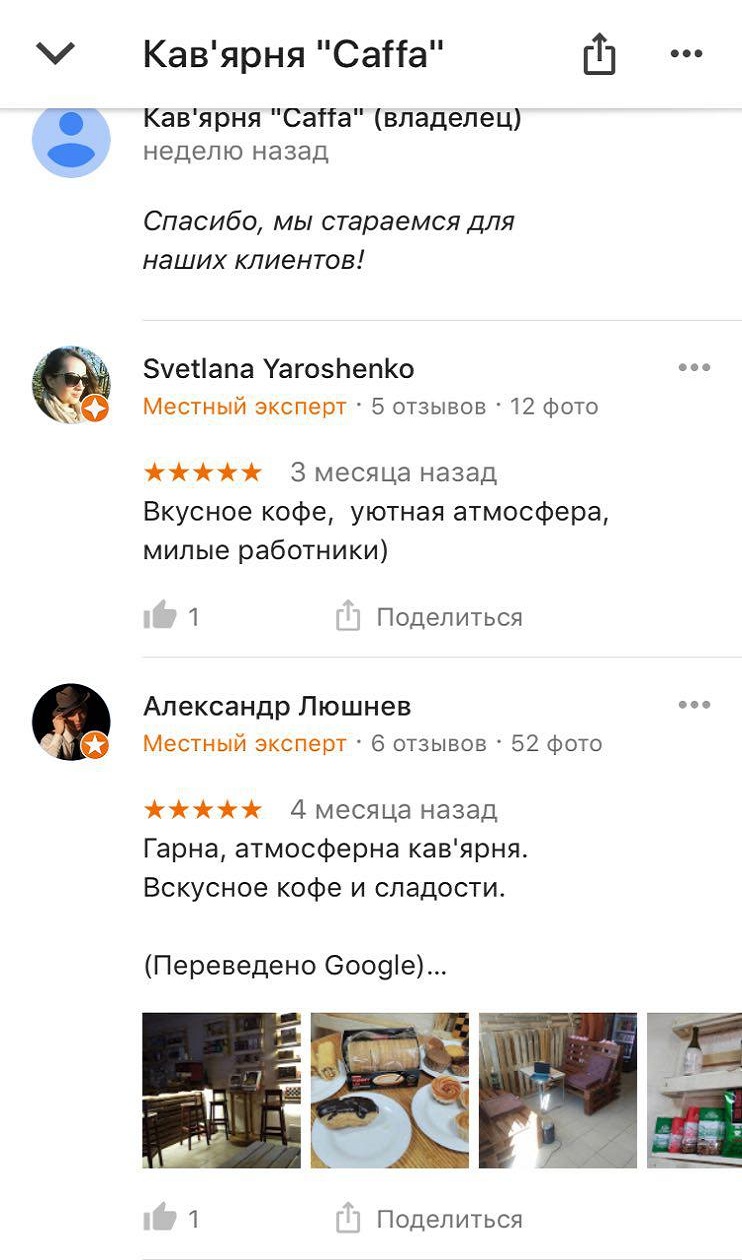 Кав'ярня "Caffa"
Кав'ярня "Caffa" (владелец)
неделю назад
Спасибо, мы стараемся для
наших клиентов!
Svetlana Yaroshenko
Местный эксперт · 5 отзывов · 12 фото
3 месяца назад
Вкусное кофе, уютная атмосфера,
милые работники)
1 Поделиться
Александр Люшнев
Местный эксперт · 6 отзывов · 52 фото
4 месяца назад
Гарна, атмосферна кав'ярня.
Вскусное кофе и сладости.
(Переведено Google)...
1 Поделиться